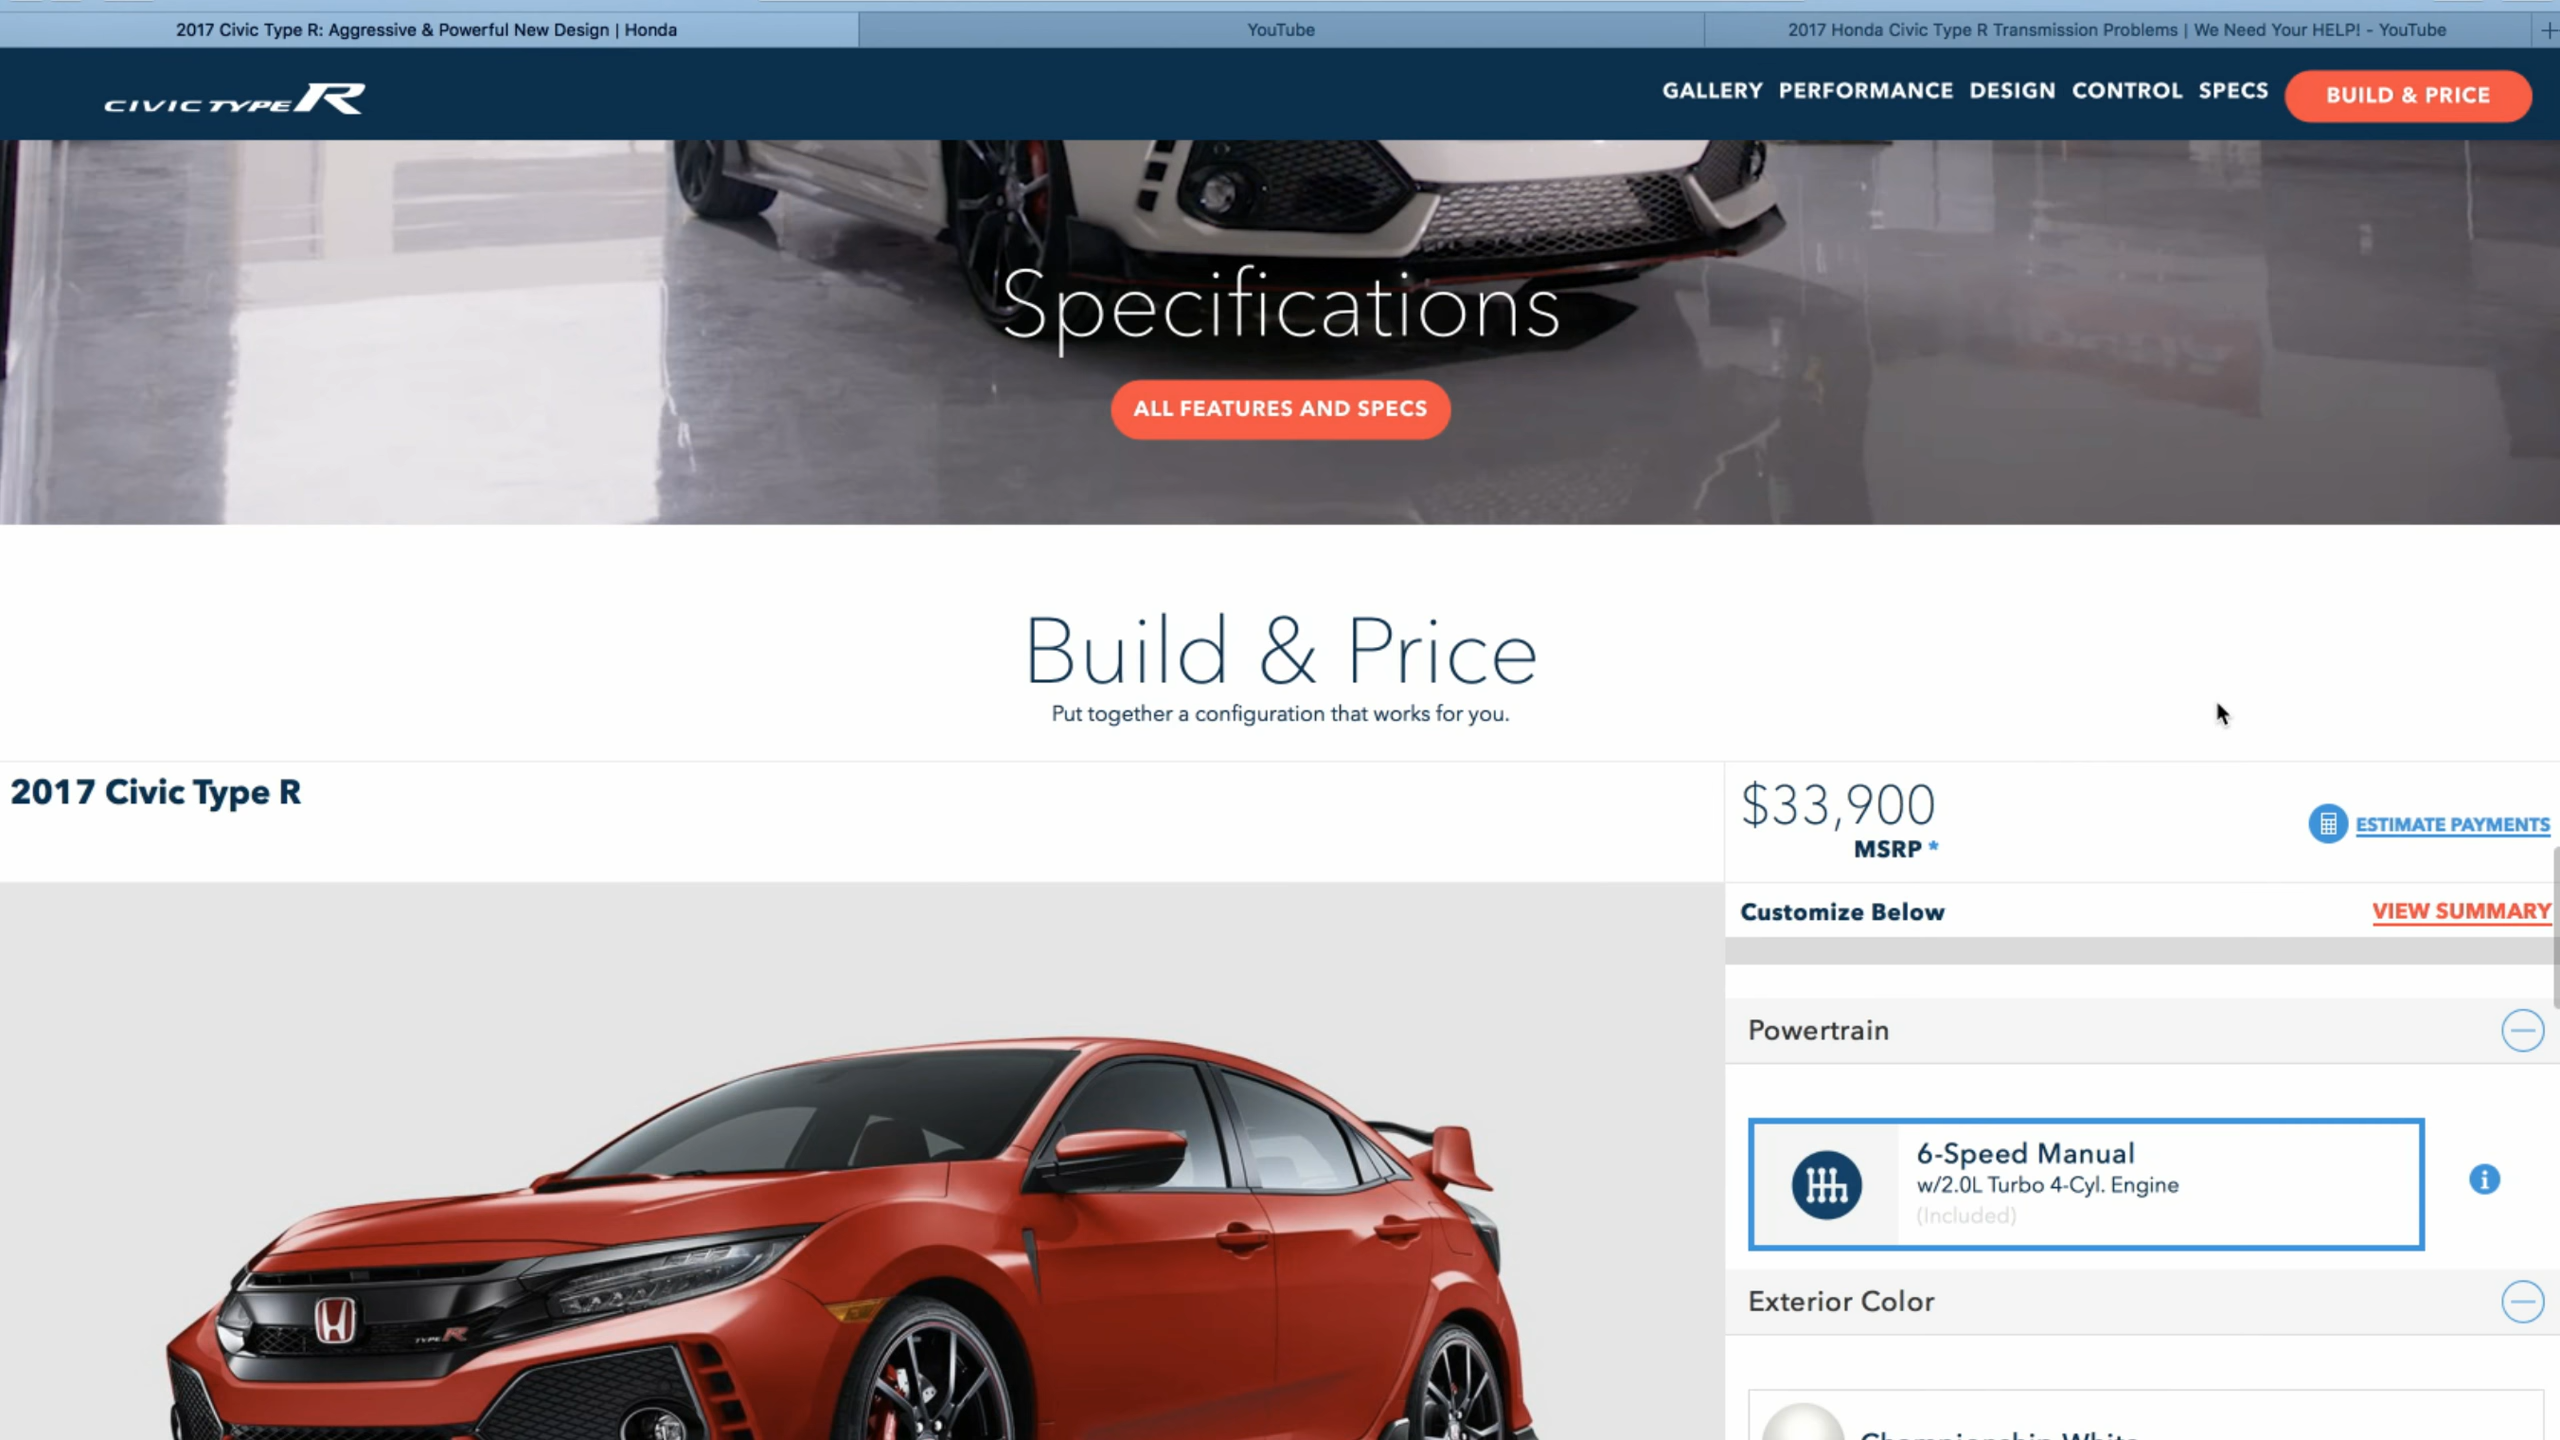 2017 Civic Type R: Aggressive & Powerful New Design | Honda
YouTube
2017 Honda Civic Type R Transmission Problems | We Need Your HELP! - YouTube
CIVIC TYPE R
GALLERY PERFORMANCE DESIGN CONTROL SPECS BUILD & PRICE
Specifications
ALL FEATURES AND SPECS
Build & Price
Put together a configuration that works for you.
2017 Civic Type R
$33,900
MSRP *
ESTIMATE PAYMENTS
Customize Below
VIEW SUMMARY
Powertrain
6-Speed Manual
w/2.0L Turbo 4-Cyl. Engine
(Included)
Exterior Color
TYPE R
Championship White